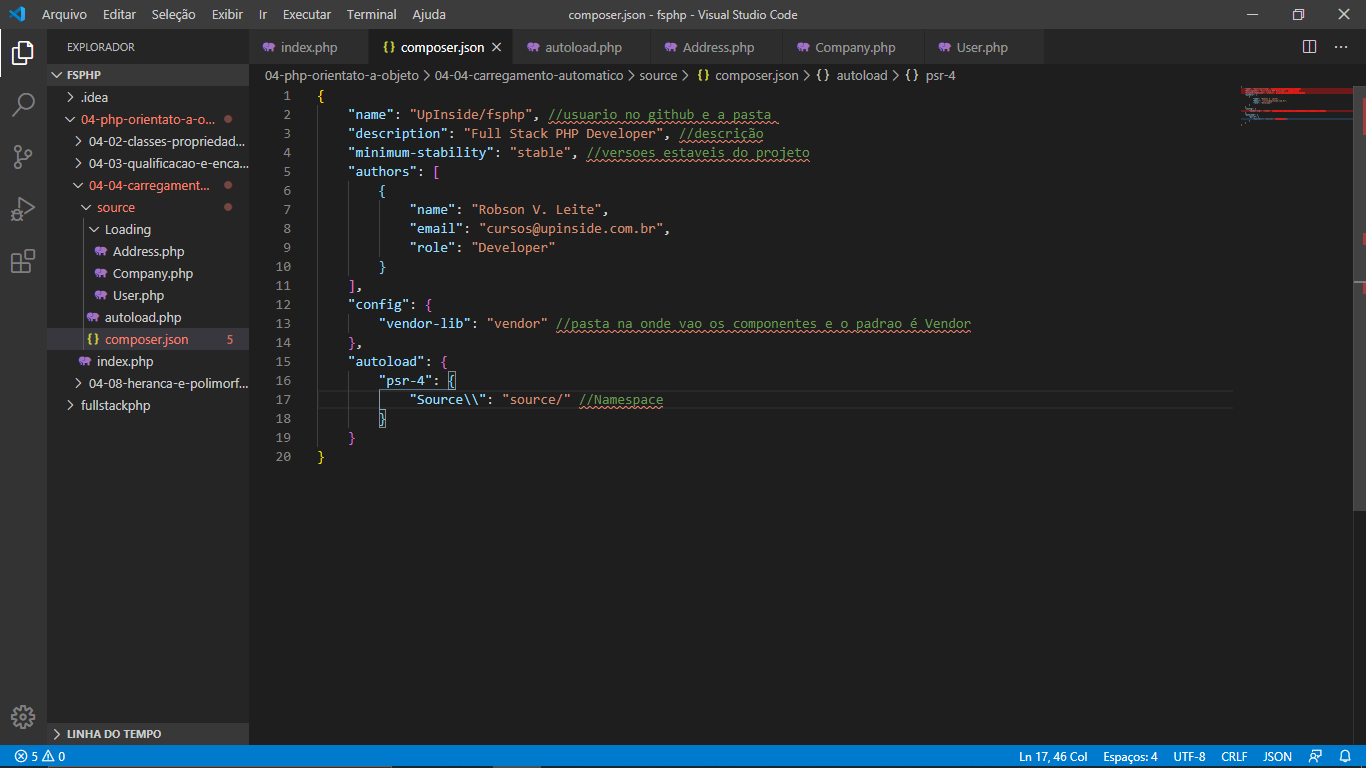 Arquivo Editar Seleção Exibir Ir Executar Terminal Ajuda composer.json - fsphp - Visual Studio Code
EXPLORADOR
FSPHP
.idea
04-php-orientato-a-o...
04-02-classes-propriedad...
04-03-qualificacao-e-enca...
04-04-carregament...
source
Loading
Address.php
Company.php
User.php
autoload.php
composer.json 5
index.php
04-08-heranca-e-polimorf...
fullstackphp
LINHA DO TEMPO
index.php {} composer.json autoload.php Address.php Company.php User.php
04-php-orientato-a-objeto > 04-04-carregamento-automatico > source > {} composer.json > {} autoload > {} psr-4
1 {
2 "name": "UpInside/fsphp", //usuario no github e a pasta
3 "description": "Full Stack PHP Developer", //descrição
4 "minimum-stability": "stable", //versoes estaveis do projeto
5 "authors": [
6 {
7 "name": "Robson V. Leite",
8 "email": "cursos@upinside.com.br",
9 "role": "Developer"
10 }
11 ],
12 "config": {
13 "vendor-lib": "vendor" //pasta na onde vao os componentes e o padrao é Vendor
14 },
15 "autoload": {
16 "psr-4": {
17 "Source\\": "source/" //Namespace
18 }
19 }
20 }
5 0 Ln 17, 46 Col Espaços: 4 UTF-8 CRLF JSON